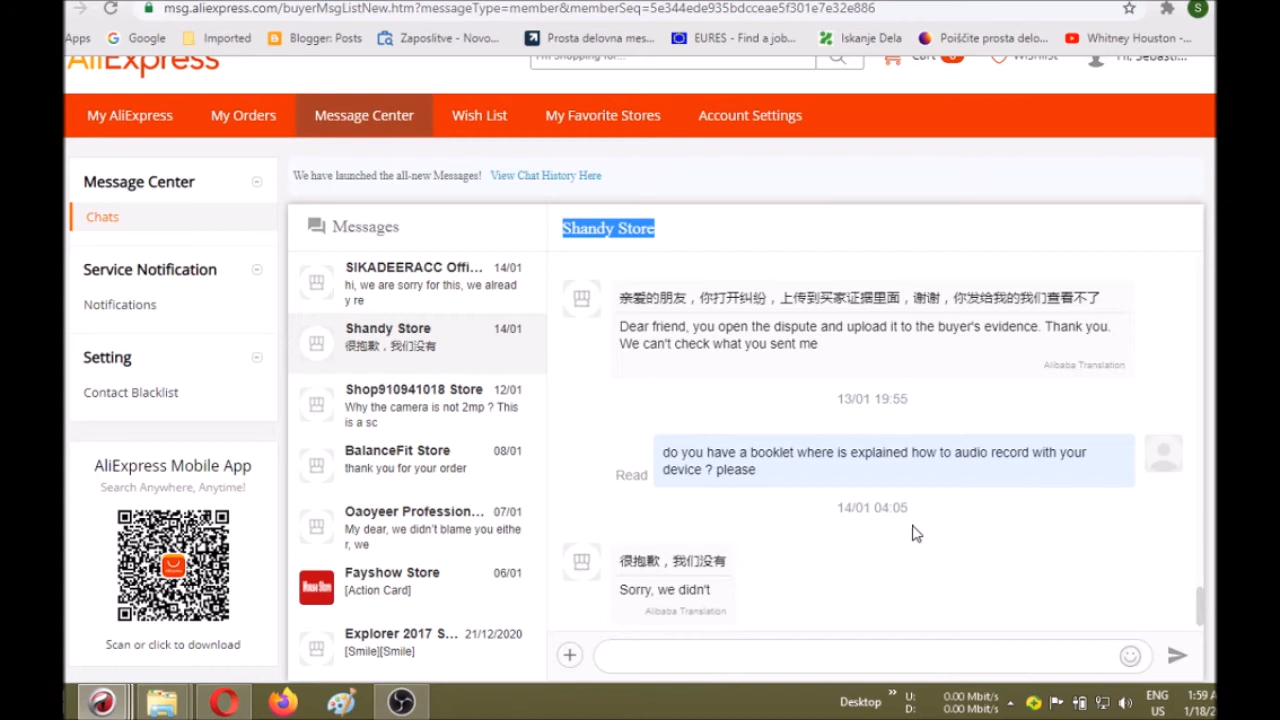 msg.aliexpress.com/buyerMsgListNew.htm?messageType=member&memberSeq=5e344ede935bdcceae5f301e7e32e886
S
Apps
Google
Imported
Blogger: Posts
Zaposlitve - Novo...
Prosta delovna mes...
EURES - Find a job...
Iskanje Dela
Poiščite prosta delo...
Whitney Houston -...
AliExpress
I'm shopping for...
Cart
Wishlist
Hi, Sebasti...
My AliExpress
My Orders
Message Center
Wish List
My Favorite Stores
Account Settings
Message Center
Chats
Service Notification
Notifications
Setting
Contact Blacklist
AliExpress Mobile App
Search Anywhere, Anytime!
Scan or click to download
We have launched the all-new Messages! View Chat History Here
Messages
SIKADEERACC Offi... 14/01
hi, we are sorry for this, we alread
y re
Shandy Store 14/01
很抱歉，我们没有
Shop910941018 Store 12/01
Why the camera is not 2mp ? This
is a sc
BalanceFit Store 08/01
thank you for your order
Oaoyeer Profession... 07/01
My dear, we didn't blame you eithe
r, we
Fayshow Store 06/01
[Action Card]
Explorer 2017 S... 21/12/2020
[Smile][Smile]
Shandy Store
亲爱的朋友，你打开纠纷，上传到买家证据里面，谢谢，你发给我的我们查看不了
Dear friend, you open the dispute and upload it to the buyer's evidence. Thank you.
We can't check what you sent me
Alibaba Translation
13/01 19:55
do you have a booklet where is explained how to audio record with your
device ? please
Read
14/01 04:05
很抱歉，我们没有
Sorry, we didn't
Alibaba Translation
Desktop
U: 0.00 Mbit/s
D: 0.00 Mbit/s
ENG
US
1:59
1/18/2